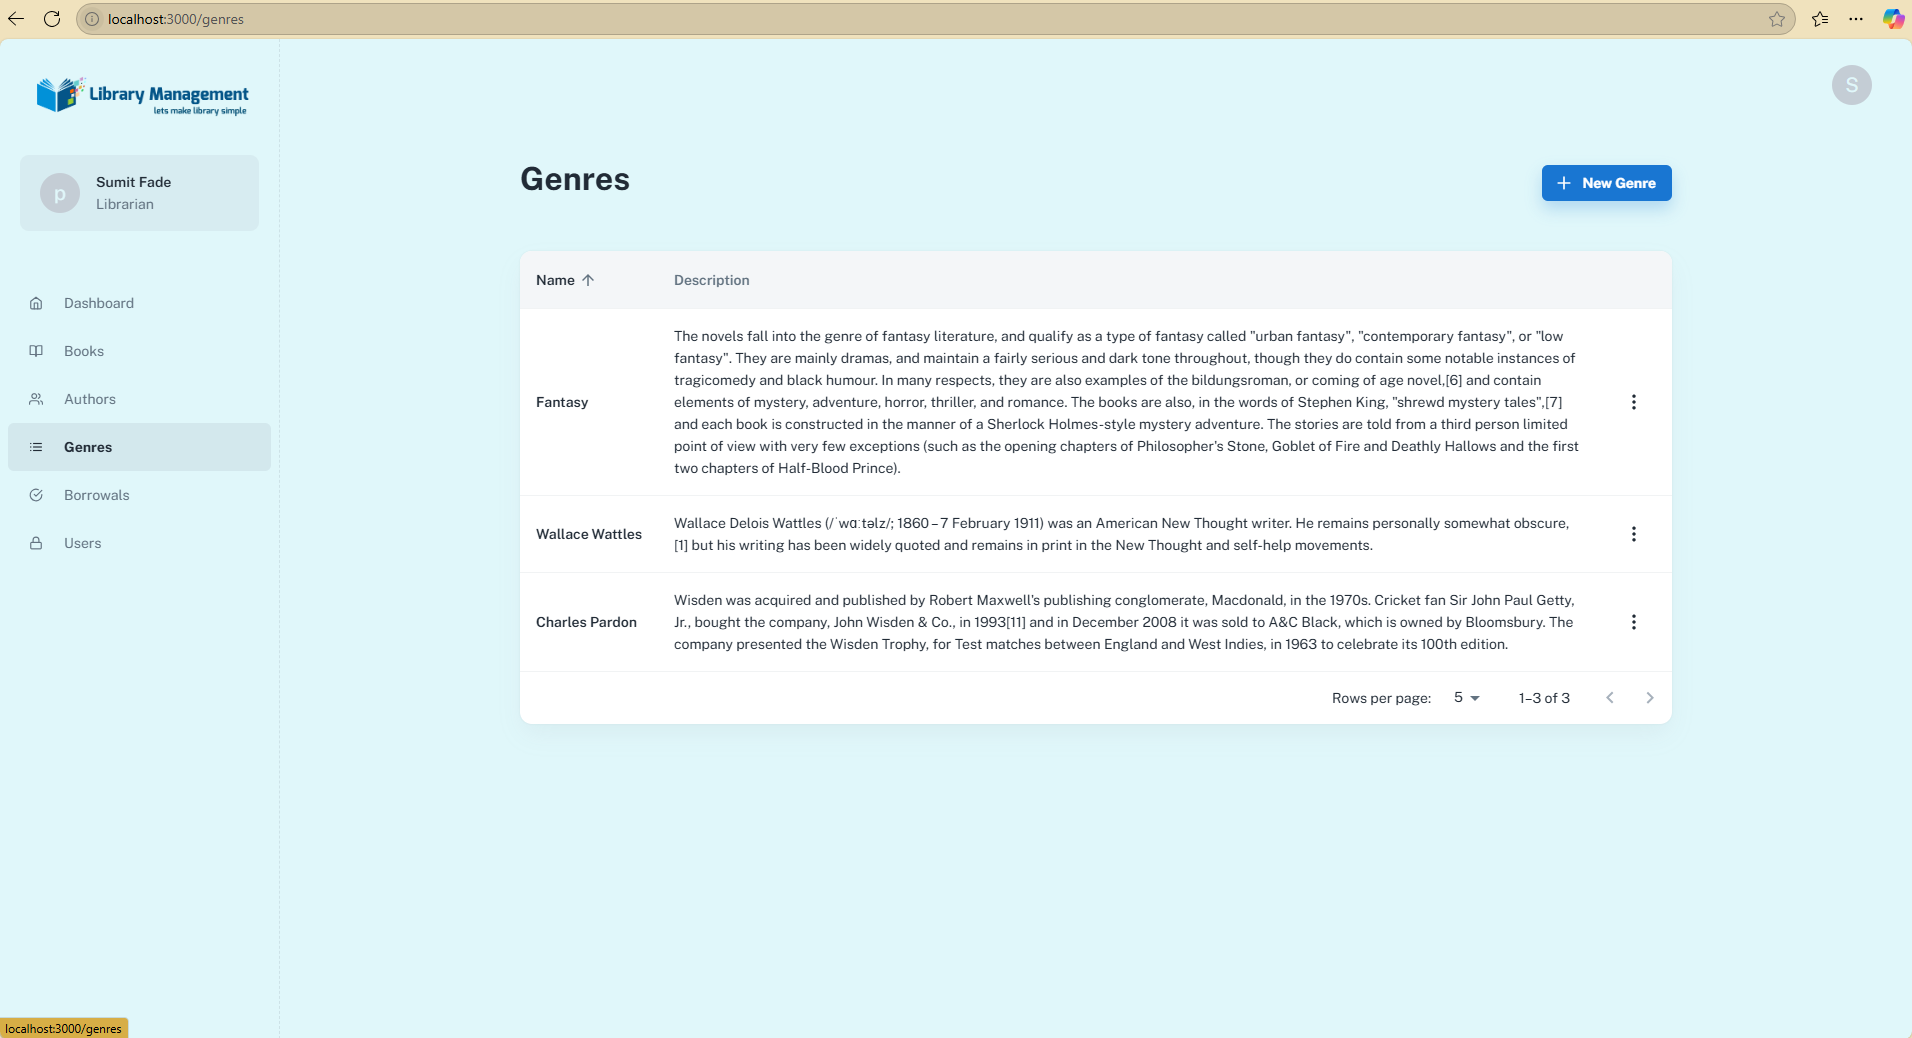 localhost:3000/genres
Library Management
lets make library simple
S
p
Sumit Fade
Librarian
Dashboard
Books
Authors
Genres
Borrowals
Users
Genres
New Genre
Name
Description
Fantasy
The novels fall into the genre of fantasy literature, and qualify as a type of fantasy called "urban fantasy", "contemporary fantasy", or "low
fantasy". They are mainly dramas, and maintain a fairly serious and dark tone throughout, though they do contain some notable instances of
tragicomedy and black humour. In many respects, they are also examples of the bildungsroman, or coming of age novel,[6] and contain
elements of mystery, adventure, horror, thriller, and romance. The books are also, in the words of Stephen King, "shrewd mystery tales",[7]
and each book is constructed in the manner of a Sherlock Holmes-style mystery adventure. The stories are told from a third person limited
point of view with very few exceptions (such as the opening chapters of Philosopher's Stone, Goblet of Fire and Deathly Hallows and the first
two chapters of Half-Blood Prince).
Wallace Wattles
Wallace Delois Wattles (/ˈwɑːtəlz/; 1860 – 7 February 1911) was an American New Thought writer. He remains personally somewhat obscure,
[1] but his writing has been widely quoted and remains in print in the New Thought and self-help movements.
Charles Pardon
Wisden was acquired and published by Robert Maxwell's publishing conglomerate, Macdonald, in the 1970s. Cricket fan Sir John Paul Getty,
Jr., bought the company, John Wisden & Co., in 1993[11] and in December 2008 it was sold to A&C Black, which is owned by Bloomsbury. The
company presented the Wisden Trophy, for Test matches between England and West Indies, in 1963 to celebrate its 100th edition.
Rows per page: 5 1–3 of 3
localhost:3000/genres